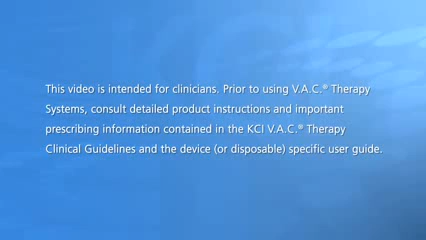 This video is intended for clinicians. Prior to using V.A.C.® Therapy
Systems, consult detailed product instructions and important
prescribing information contained in the KCI V.A.C.® Therapy
Clinical Guidelines and the device (or disposable) specific user guide.